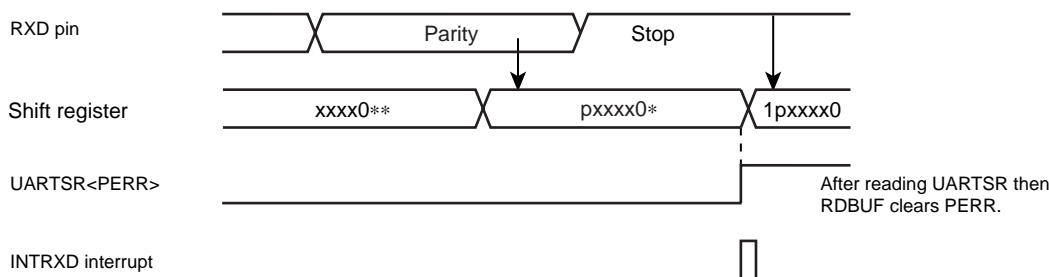 RXD pin
Parity
Stop
Shift register
xxxx0**
pxxxx0*
1pxxxx0
UARTSR<PERR>
After reading UARTSR then
RDBUF clears PERR.
INTRXD interrupt